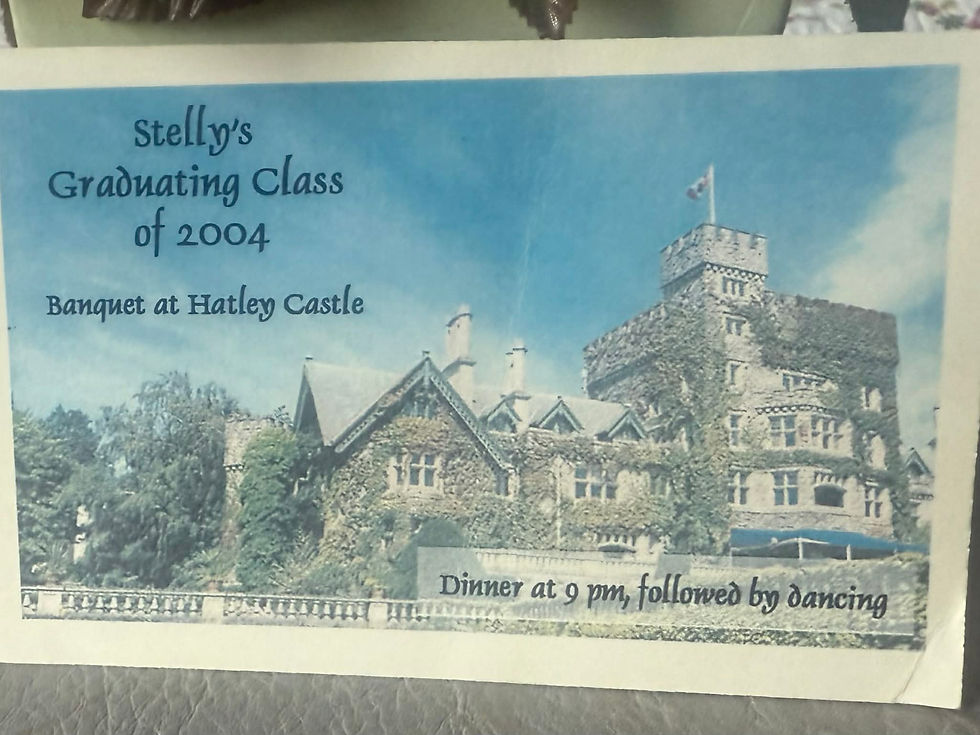 Stelly's
Graduating Class
of 2004
Banquet at Hatley Castle
Dinner at 9 pm, followed by dancing